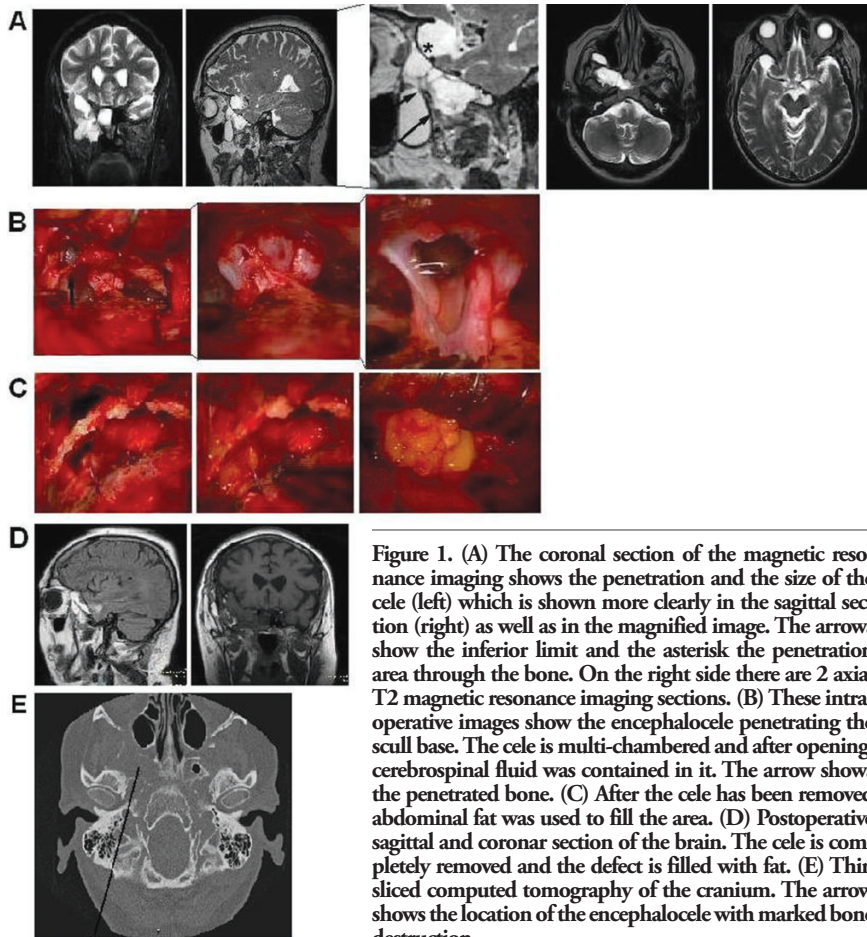 A
*
B
C
D
E
Figure 1. (A) The coronal section of the magnetic reso
nance imaging shows the penetration and the size of the
cele (left) which is shown more clearly in the sagittal sec
tion (right) as well as in the magnified image. The arrow
show the inferior limit and the asterisk the penetration
area through the bone. On the right side there are 2 axia
T2 magnetic resonance imaging sections. (B) These intra
operative images show the encephalocele penetrating the
scull base. The cele is multi-chambered and after opening
cerebrospinal fluid was contained in it. The arrow show
the penetrated bone. (C) After the cele has been removed
abdominal fat was used to fill the area. (D) Postoperative
sagittal and coronar section of the brain. The cele is com
pletely removed and the defect is filled with fat. (E) Thin
sliced computed tomography of the cranium. The arrow
shows the location of the encephalocele with marked bone
destruction